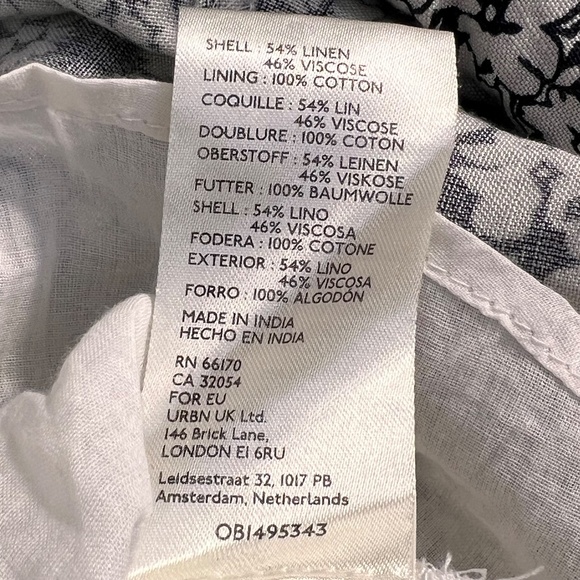 SHELL : 54% LINEN
46% VISCOSE
LINING : 100% COTTON
COQUILLE : 54% LIN
46% VISCOSE
DOUBLURE : 100% COTON
OBERSTOFF : 54% LEINEN
46% VISKOSE
FUTTER : 100% BAUMWOLLE
SHELL : 54% LINO
46% VISCOSA
FODERA : 100% COTONE
EXTERIOR : 54% LINO
46% VISCOSA
FORRO : 100% ALGODÓN
MADE IN INDIA
HECHO EN INDIA
RN 66170
CA 32054
FOR EU
URBN UK Ltd.
146 Brick Lane,
LONDON E1 6RU
Leidsestraat 32, 1017 PB
Amsterdam, Netherlands
OB1495343